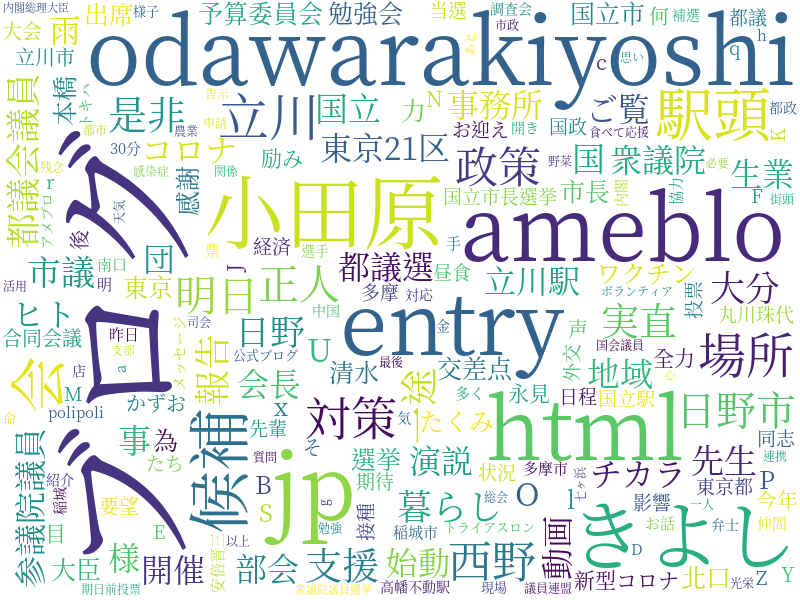 内閣総理大臣 様子 出席 予算委員会 勉強会 当選 調査会 国立市 何 補選 都議 h
大会 雨 odawarakiyoshi 市政 あと 思い q
立川市 本橋 トキハ 告示 c 都政
都議会議員 是非 立川 国立 力 N 事務所 ご覧 駅頭 K
都市 農業 申請 お迎え 開き 国政 食べて応援
30分 コロナ 励み 東京21区 政策 国 衆議院 野菜 必要 生業
残念 r 感染症 関係 国立市長選挙 市長 内閣 協力 F 街頭
アメブロ 天気 感謝 小田原 ameblo
ブログ 後 票 経済 選手 手
活用 南口 市議 団 J 都議選 昼食 立川駅 ワクチン ボランティア 投票 大分
明 東京 明日 正人 多摩 対応 丸川珠代
ヒト 合同会議 昨日 メッセージ 司会 中国 entry 金 声 実直
支部 日野 公式ブログ U 最後 交差点 外交 国会議員 全力 場所
店 a 報告 会長 清水 一途 地域
会 M polipoli かずお x 多く 永見 日程 国立駅 心 日野市
命 候補 先輩 対策 気 たくみ html 同志
参議院議員 事 為 たち そ 選挙 演説 多摩市 チカラ 先生 連携
紹介 稲城 B jp 期待 状況 七ヶ浜 東京都 P
要望 S 質問 g 接種 暮らし 総会 O l 影響 一人 今年
目 E 勉強 稲城市 トライアスロン お話 弁士 仲間
様 大臣 開催 部会 安倍晋三 以上 支援 始動 西野 動画 きよし D
期日前投票 衆議院議員選挙 高幡不動駅 現場 議員連盟 新型コロナ 北口 光栄 Z Y